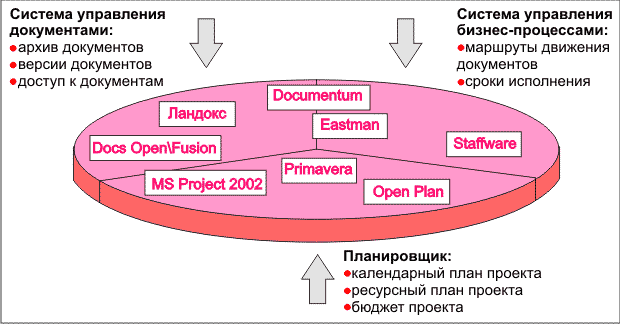 Система управления
документами:
архив документов
версии документов
доступ к документам
Система управления
бизнес-процессами:
маршруты движения
документов
сроки исполнения
Documentum
Ландокс
Eastman
Docs Open\Fusion
Staffware
Primavera
MS Project 2002
Open Plan
Планировщик:
календарный план проекта
ресурсный план проекта
бюджет проекта